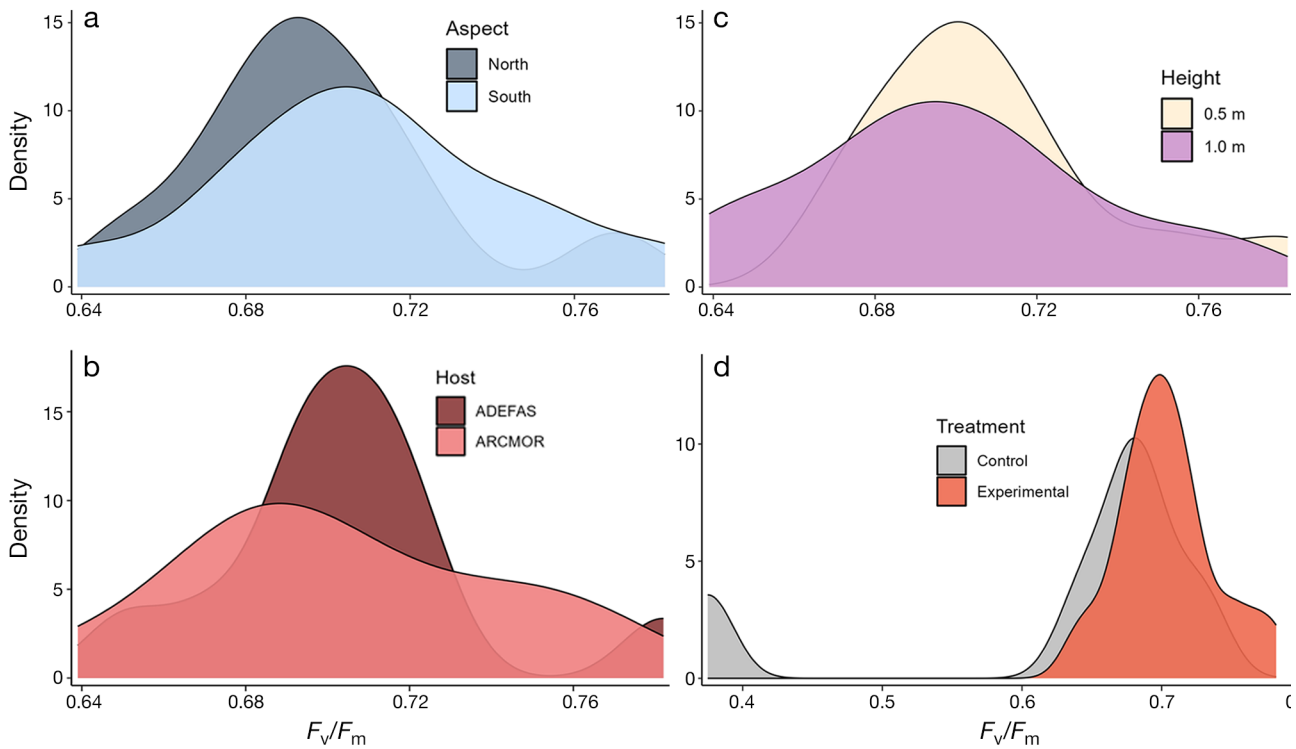 a
Aspect
North
South
Density
15
10
5
0
0.64 0.68 0.72 0.76
c
Height
0.5 m
1.0 m
15
10
5
0
0.64 0.68 0.72 0.76
b
Host
ADEFAS
ARCMOR
Density
15
10
5
0
0.64 0.68 0.72 0.76
Fv/Fm
d
Treatment
Control
Experimental
10
5
0
0.4 0.5 0.6 0.7
Fv/Fm